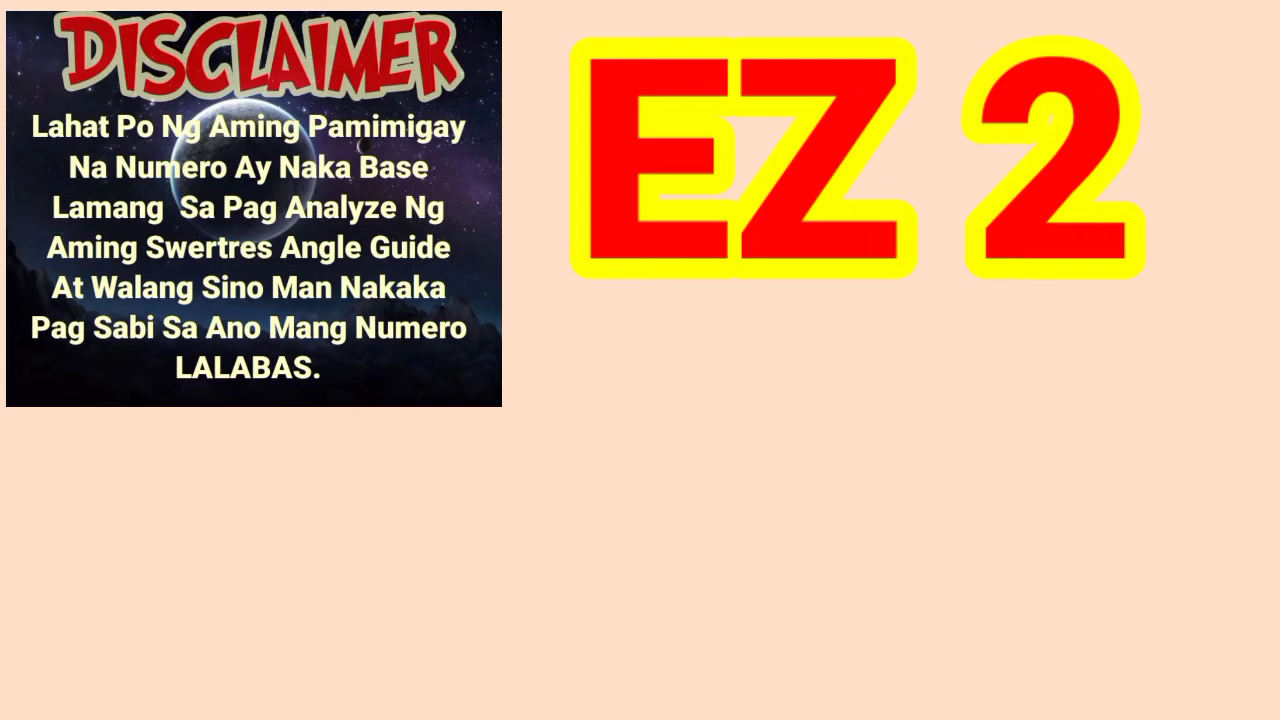 DISCLAIMER
Lahat Po Ng Aming Pamimigay
Na Numero Ay Naka Base
Lamang Sa Pag Analyze Ng
Aming Swertres Angle Guide
At Walang Sino Man Nakaka
Pag Sabi Sa Ano Mang Numero
LALABAS.
EZ 2